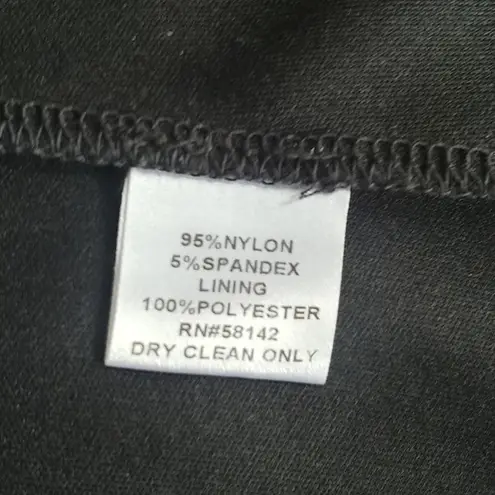 95%NYLON
5%SPANDEX
LINING
100%POLYESTER
RN#58142
DRY CLEAN ONLY